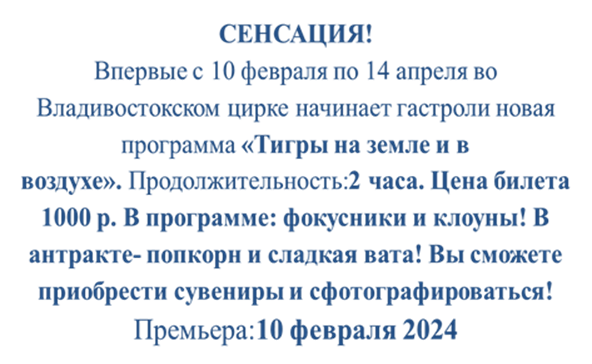 СЕНСАЦИЯ!
Впервые с 10 февраля по 14 апреля во
Владивостокском цирке начинает гастроли новая
программа «Тигры на земле и в
воздухе». Продолжительность:2 часа. Цена билета
1000 р. В программе: фокусники и клоуны! В
антракте- попкорн и сладкая вата! Вы сможете
приобрести сувениры и сфотографироваться!
Премьера:10 февраля 2024